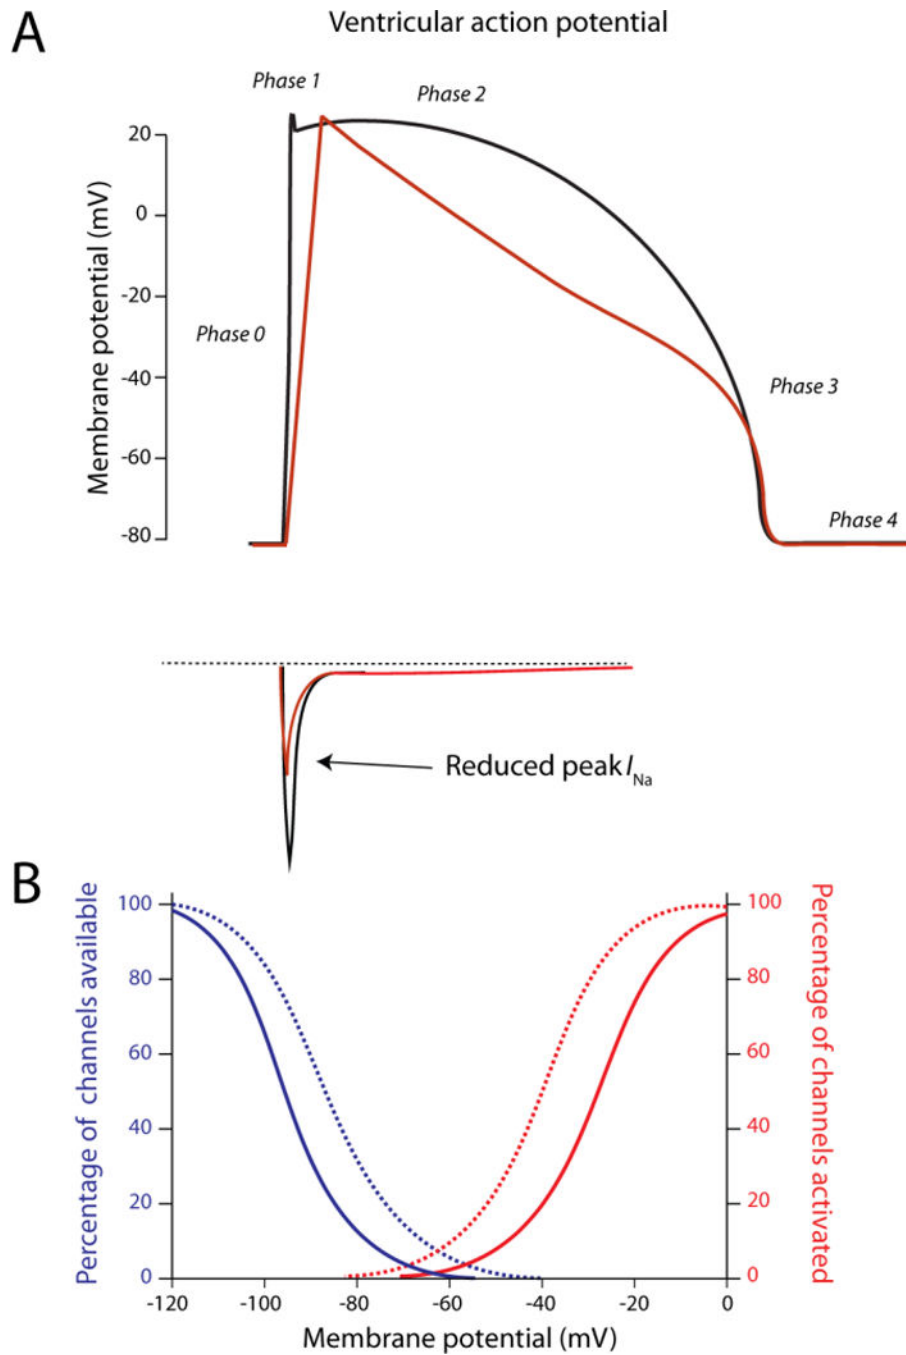 A
Ventricular action potential
Phase 1
Phase 2
20
0
-20
-40
-60
-80
Membrane potential (mV)
Phase 0
Phase 3
Phase 4
Reduced peak INa
B
Percentage of channels available
100
80
60
40
20
0
100
80
60
40
20
0
Percentage of channels activated
-120 -100 -80 -60 -40 -20 0
Membrane potential (mV)